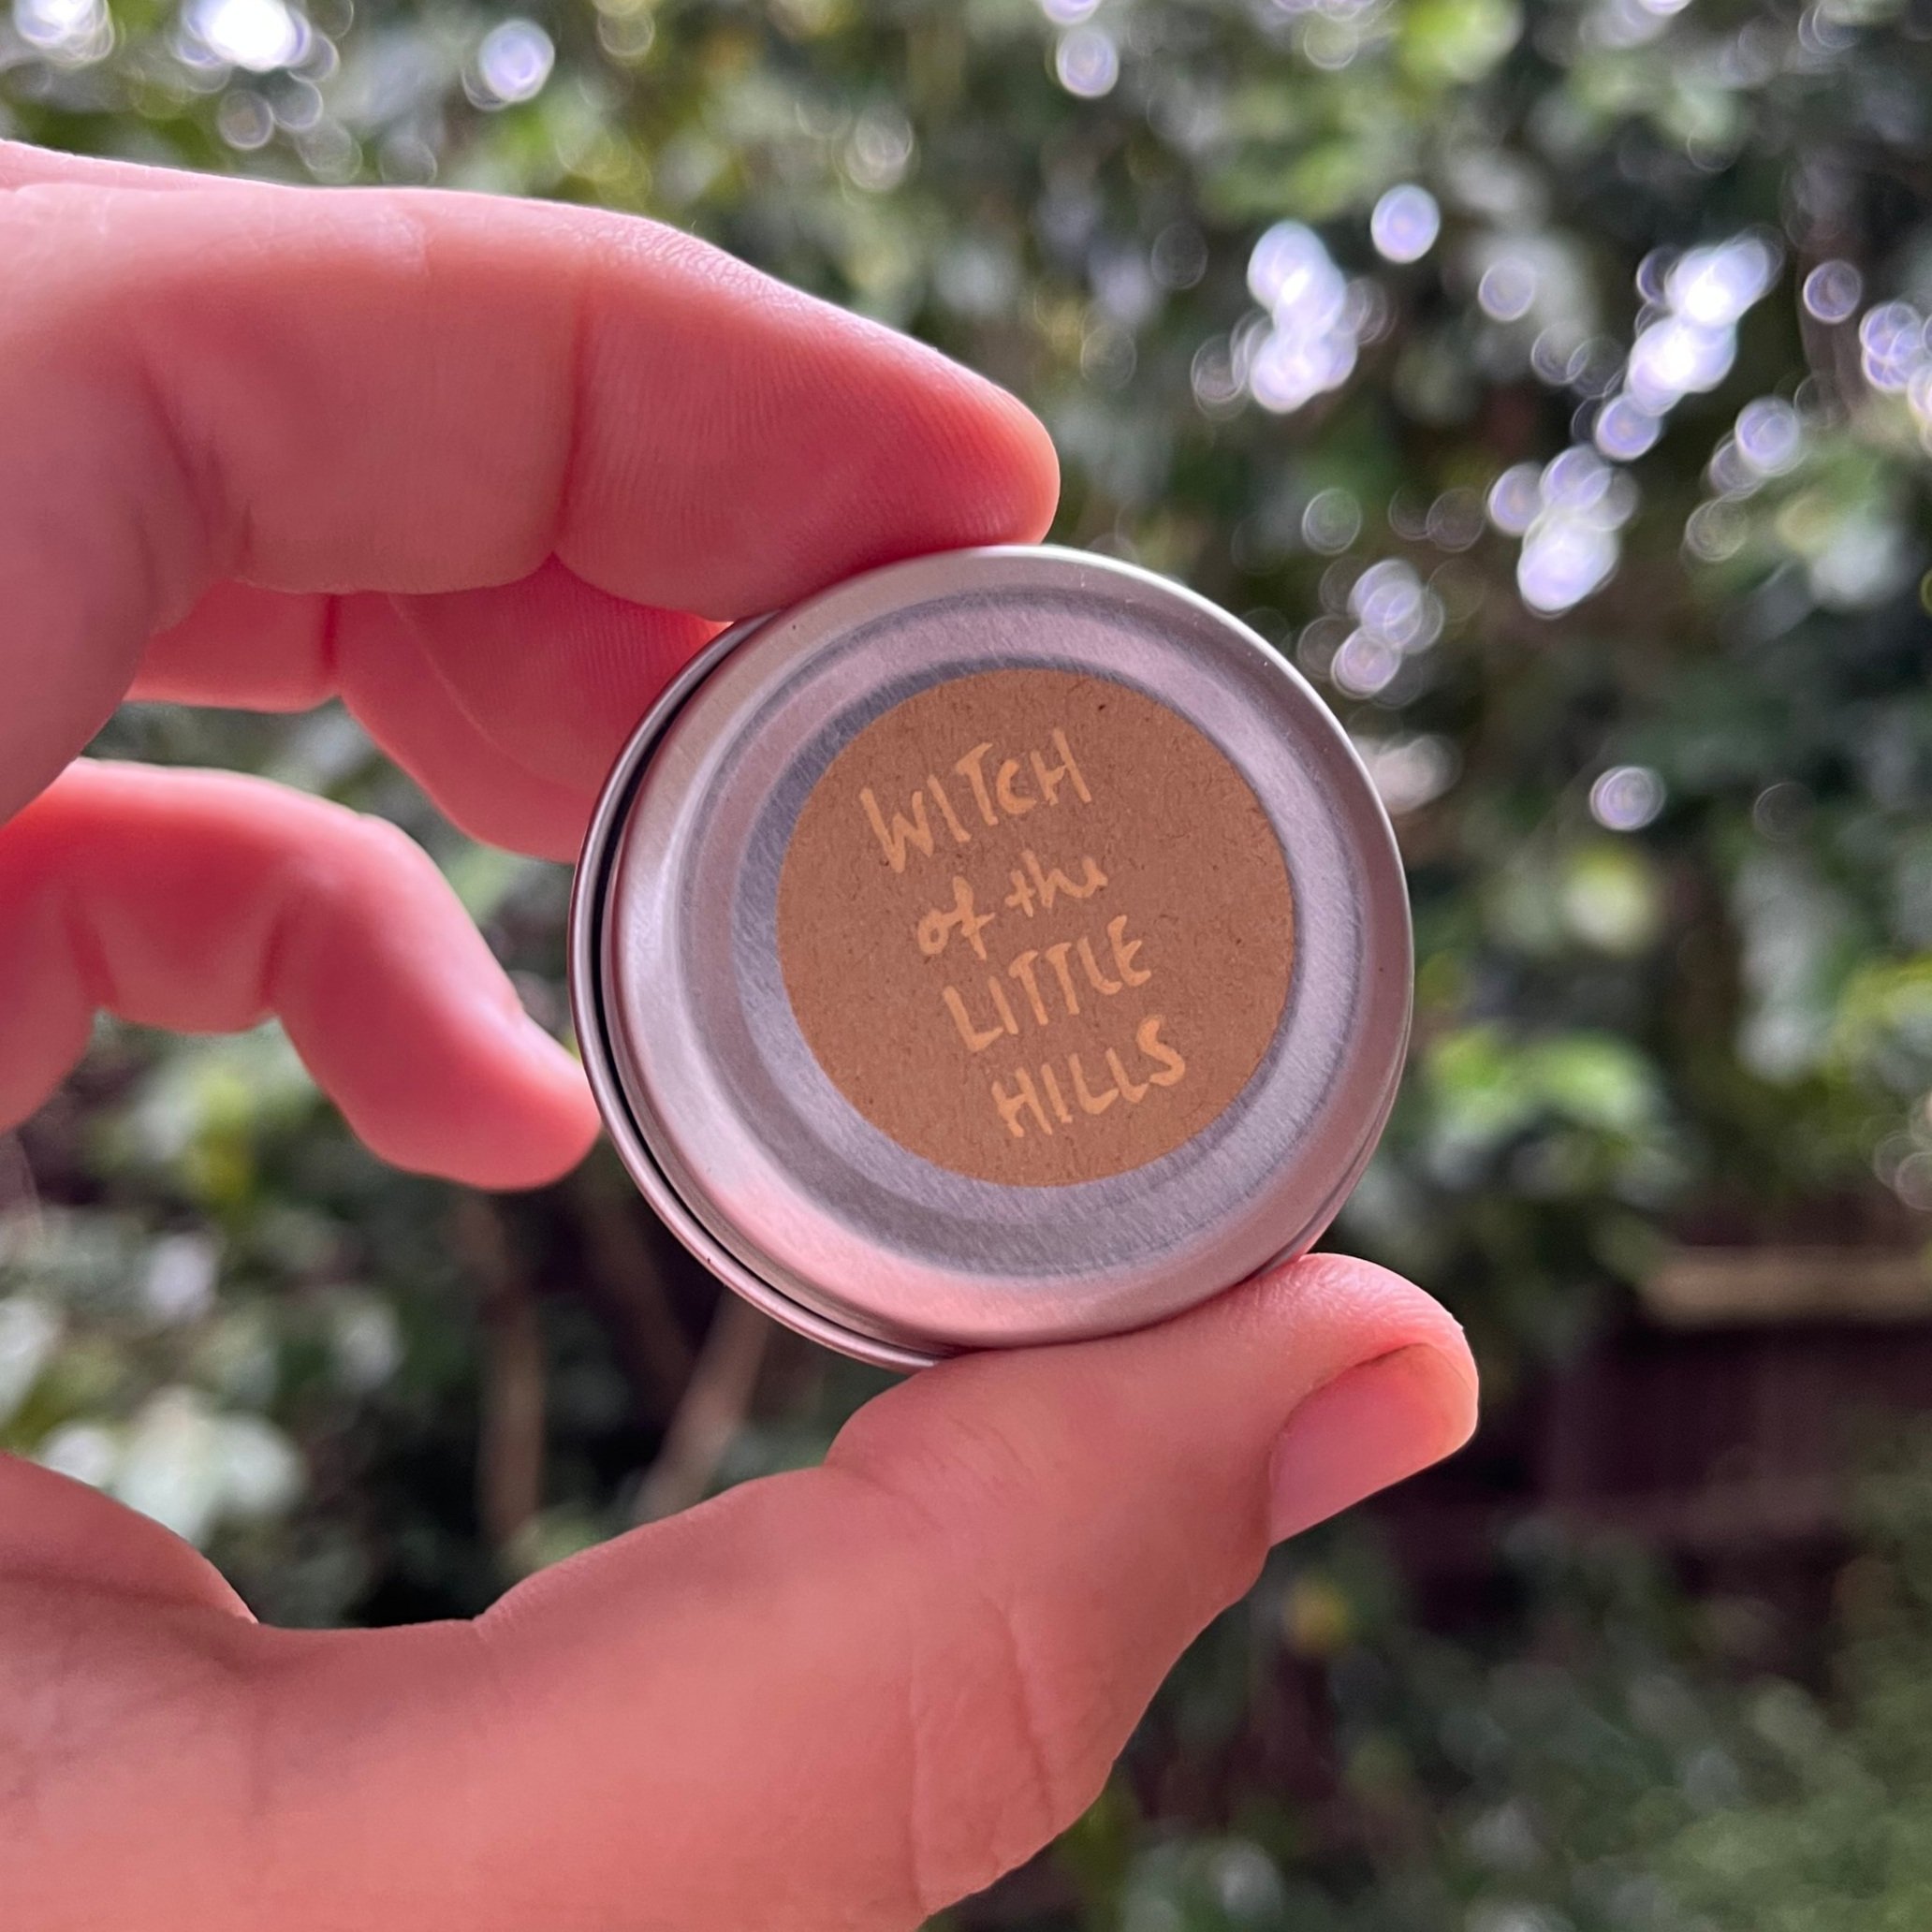 WITCH
of the
LITTLE
HILLS